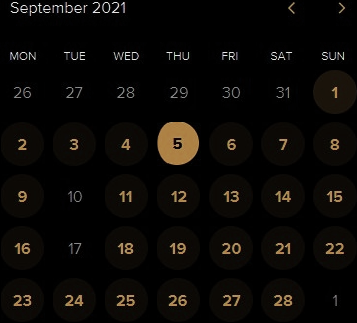 September 2021 < >
MON TUE WED THU FRI SAT SUN
26 27 28 29 30 31 1
2 3 4 5 6 7 8
9 10 11 12 13 14 15
16 17 18 19 20 21 22
23 24 25 26 27 28 1